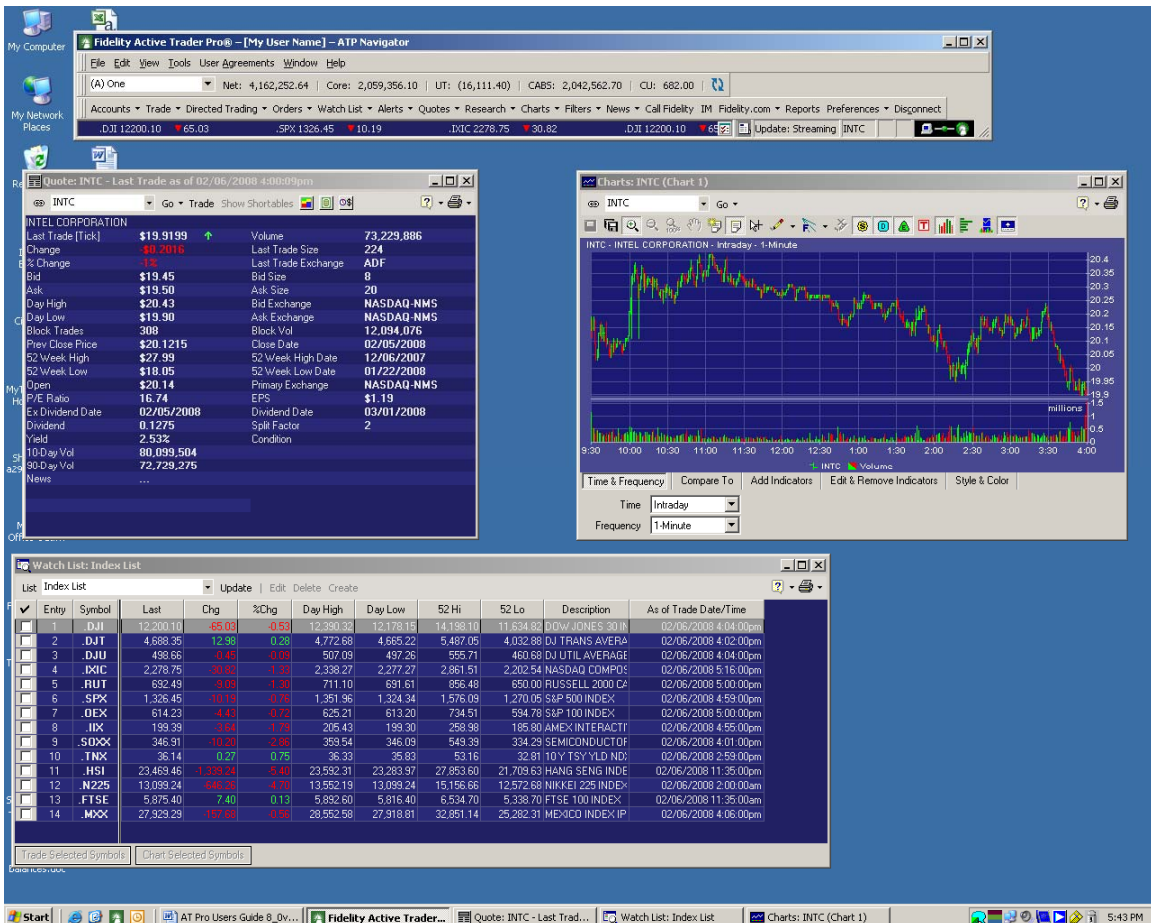 My Computer
My Network
Places
Fidelity Active Trader Pro® – [My User Name] – ATP Navigator
File Edit View Tools User Agreements Window Help
(A) One Net: 4,162,252.64 | Core: 2,059,356.10 | UT: (16,111.40) | CABS: 2,042,562.70 | CU: 682.00
Accounts Trade Directed Trading Orders Watch List Alerts Quotes Research Charts Filters News Call Fidelity IM Fidelity.com Reports Preferences Disconnect
.DJI 12200.10 ▼65.03 .SPX 1326.45 ▼10.19 .IXIC 2278.75 ▼30.82 .DJI 12200.10 ▼65 Update: Streaming INTC
Quote: INTC - Last Trade as of 02/06/2008 4:00:09pm
INTC Go Trade Show Shortables
INTEL CORPORATION
Last Trade [Tick] $19.9199 Volume 73,229,886
Change -$0.2016 Last Trade Size 224
% Change -1% Last Trade Exchange ADF
Bid $19.45 Bid Size 8
Ask $19.50 Ask Size 20
Day High $20.43 Bid Exchange NASDAQ-NMS
Day Low $19.90 Ask Exchange NASDAQ-NMS
Block Trades 308 Block Vol 12,094,076
Prev Close Price $20.1215 Close Date 02/05/2008
52 Week High $27.99 52 Week High Date 12/06/2007
52 Week Low $18.05 52 Week Low Date 01/22/2008
Open $20.14 Primary Exchange NASDAQ-NMS
P/E Ratio 16.74 EPS $1.19
Ex Dividend Date 02/05/2008 Dividend Date 03/01/2008
Dividend 0.1275 Split Factor 2
Yield 2.53% Condition
10-Day Vol 80,099,504
90-Day Vol 72,729,275
News ...
Charts: INTC (Chart 1)
INTC Go
INTC - INTEL CORPORATION - Intraday - 1-Minute
20.4
20.35
20.3
20.25
20.2
20.15
20.1
20.05
20
19.95
19.9
1.5
millions
1
0.5
0
9:30 10:00 10:30 11:00 12:00 12:30 1:00 1:30 2:00 2:30 3:00 3:30 4:00
INTC Volume
Time & Frequency Compare To Add Indicators Edit & Remove Indicators Style & Color
Time Intraday
Frequency 1-Minute
Watch List: Index List
List Index List Update | Edit Delete Create
Entry Symbol Last Chg %Chg Day High Day Low 52 Hi 52 Lo Description As of Trade Date/Time
1 .DJI 12,200.10 -65.03 -0.53 12,390.32 12,178.15 14,198.10 11,634.82 DOW JONES 30 IN 02/06/2008 4:04:00pm
2 .DJT 4,688.35 12.98 0.28 4,772.68 4,665.22 5,487.05 4,032.88 DJ TRANS AVERA 02/06/2008 4:02:00pm
3 .DJU 498.66 -0.45 -0.09 507.09 497.26 555.71 460.68 DJ UTIL AVERAGE 02/06/2008 4:04:00pm
4 .IXIC 2,278.75 -30.82 -1.33 2,338.27 2,277.27 2,861.51 2,202.54 NASDAQ COMPOS 02/06/2008 5:16:00pm
5 .RUT 692.49 -9.09 -1.30 711.10 691.61 856.48 650.00 RUSSELL 2000 CA 02/06/2008 5:00:00pm
6 .SPX 1,326.45 -10.19 -0.76 1,351.96 1,324.34 1,576.09 1,270.05 S&P 500 INDEX 02/06/2008 4:59:00pm
7 .OEX 614.23 -4.43 -0.72 625.21 613.20 734.51 594.78 S&P 100 INDEX 02/06/2008 5:00:00pm
8 .IIX 199.39 -3.64 -1.79 205.43 199.30 258.98 185.80 AMEX INTERACTI 02/06/2008 4:55:00pm
9 .SOXX 346.91 -10.20 -2.86 359.54 346.09 549.39 334.29 SEMICONDUCTOR 02/06/2008 4:01:00pm
10 .TNX 36.14 0.27 0.75 36.33 35.83 53.16 32.81 10 Y TSY YLD NDX 02/06/2008 2:59:00pm
11 .HSI 23,469.46 -1,339.24 -5.40 23,592.31 23,283.97 27,853.60 21,709.63 HANG SENG INDE 02/06/2008 11:35:00pm
12 .N225 13,099.24 -646.26 -4.70 13,552.19 13,099.24 15,156.66 12,572.68 NIKKEI 225 INDEX 02/06/2008 2:00:00am
13 .FTSE 5,875.40 7.40 0.13 5,892.60 5,816.40 6,534.70 5,338.70 FTSE 100 INDEX 02/06/2008 11:35:00am
14 .MXX 27,929.29 -157.68 -0.56 28,552.58 27,918.81 32,851.14 25,282.31 MEXICO INDEX IP 02/06/2008 4:06:00pm
Trade Selected Symbols Chart Selected Symbols
Start AT Pro Users Guide 8_0v... Fidelity Active Trader... Quote: INTC - Last Trad... Watch List: Index List Charts: INTC (Chart 1) 5:43 PM